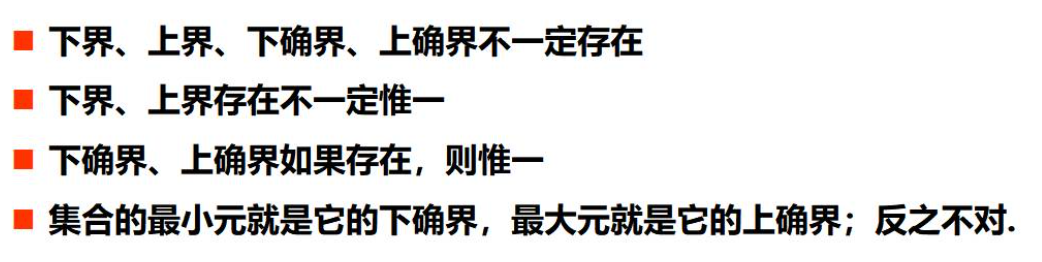 ■ 下界、上界、下确界、上确界不一定存在
■ 下界、上界存在不一定惟一
■ 下确界、上确界如果存在，则惟一
■ 集合的最小元就是它的下确界，最大元就是它的上确界；反之不对.